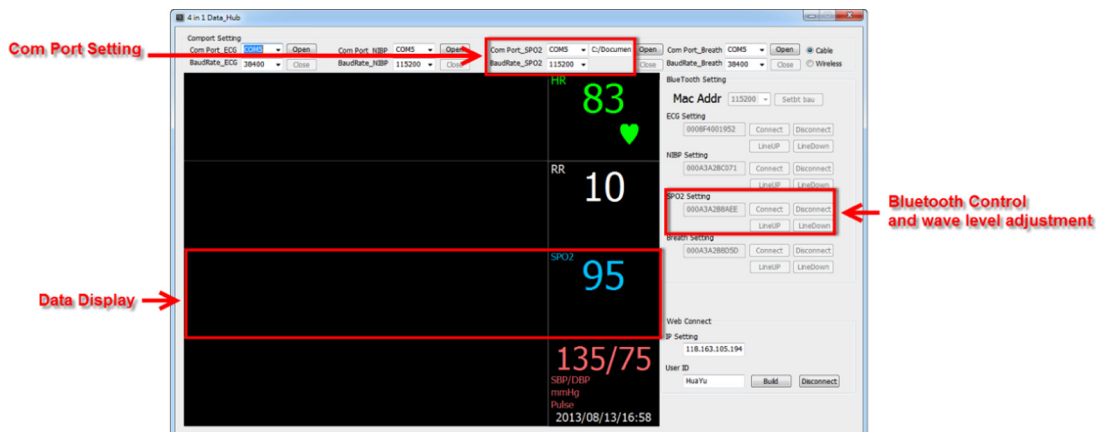 4 in 1 Data_Hub
Comport Setting
Com Port_ECG COM5 Open Com Port_NIBP COM5 Open Com Port_SPO2 COM5 C:/Documen Open Com Port_Breath COM5 Open Cable
BaudRate_ECG 38400 Close BaudRate_NIBP 115200 Close BaudRate_SPO2 115200 Close BaudRate_Breath 38400 Close Wireless
Com Port Setting
HR
83
BlueTooth Setting
Mac Addr 115200 Setbt bau
ECG Setting
0008F4001952 Connect Disconnect
LineUP LineDown
RR
10
NIBP Setting
000A3A2BC071 Connect Disconnect
LineUP LineDown
SPO2 Setting
000A3A2B8AEE Connect Disconnect
LineUP LineDown
Bluetooth Control
and wave level adjustment
Breath Setting
000A3A2B8D5D Connect Disconnect
LineUP LineDown
SPO2
95
Data Display
Web Connect
IP Setting
118.163.105.194
User ID
HuaYu Build Disconnect
135/75
SBP/DBP
mmHg
Pulse
2013/08/13/16:58